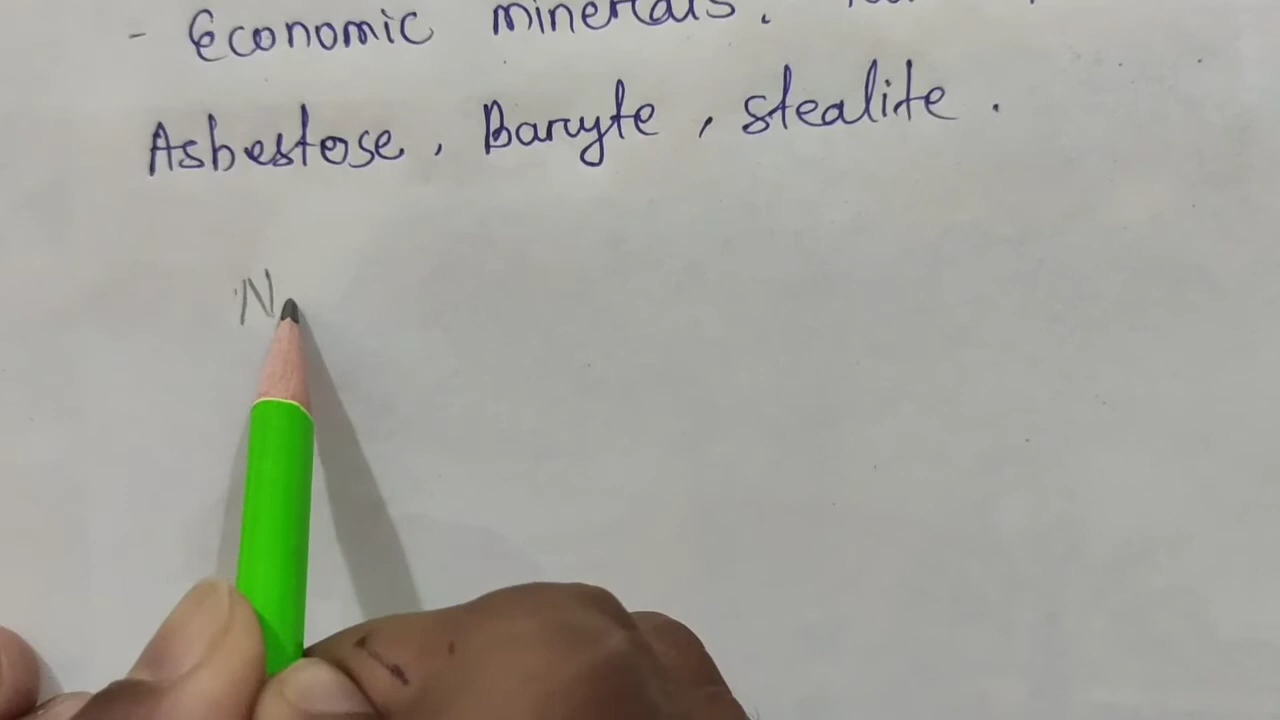 - Economic minerals.
Asbestose, Baryte, stealite.
N